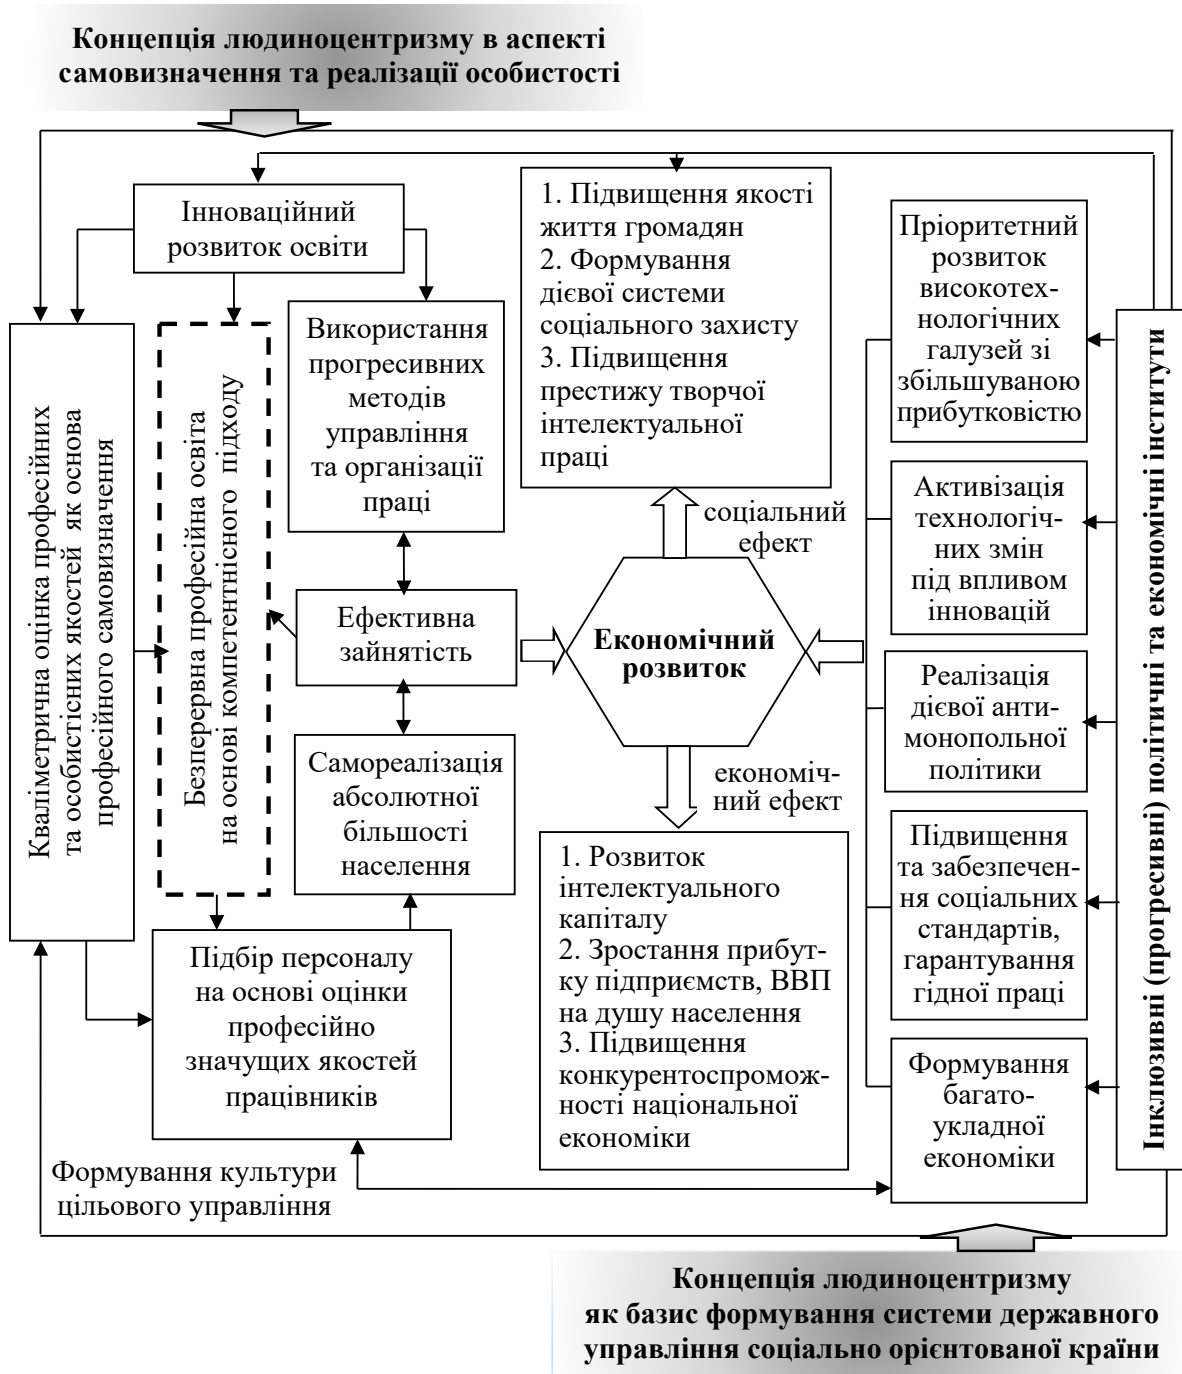 Концепція людиноцентризму в аспекті
самовизначення та реалізації особистості
Інноваційний
розвиток освіти
1. Підвищення якості
життя громадян
2. Формування
дієвої системи
соціального захисту
3. Підвищення
престижу творчої
інтелектуальної
праці
Пріоритетний
розвиток
високотех-
нологічних
галузей зі
збільшуваною
прибутковістю
Використання
прогресивних
методів
управління
та організації
праці
Кваліметрична оцінка професійних
та особистісних якостей як основа
професійного самовизначення
Безперервна професійна освіта
на основі компетентнісного підходу
Інклюзивні (прогресивні) політичні та економічні інститути
Активізація
технологіч-
них змін
під впливом
інновацій
соціальний
ефект
Ефективна
зайнятість
Економічний
розвиток
Реалізація
дієвої анти-
монопольної
політики
Самореалізація
абсолютної
більшості
населення
економіч-
ний ефект
1. Розвиток
інтелектуального
капіталу
2. Зростання прибут-
ку підприємств, ВВП
на душу населення
3. Підвищення
конкурентоспромож-
ності національної
економіки
Підвищення
та забезпечен-
ня соціальних
стандартів,
гарантування
гідної праці
Підбір персоналу
на основі оцінки
професійно
значущих якостей
працівників
Формування
багато-
укладної
економіки
Формування культури
цільового управління
Концепція людиноцентризму
як базис формування системи державного
управління соціально орієнтованої країни